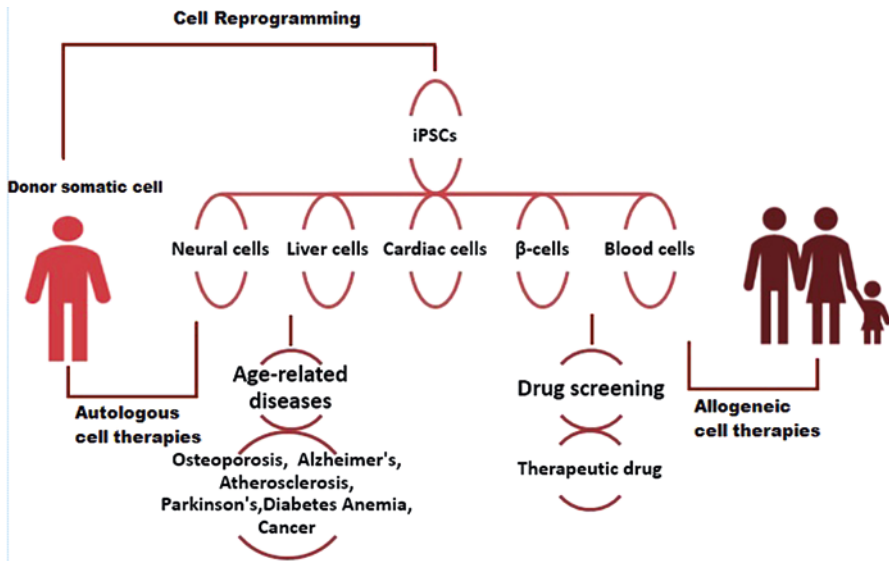 Cell Reprogramming
iPSCs
Donor somatic cell
Neural cells
Liver cells
Cardiac cells
β-cells
Blood cells
Autologous
cell therapies
Age-related
diseases
Osteoporosis, Alzheimer's,
Atherosclerosis,
Parkinson's,Diabetes Anemia,
Cancer
Drug screening
Therapeutic drug
Allogeneic
cell therapies